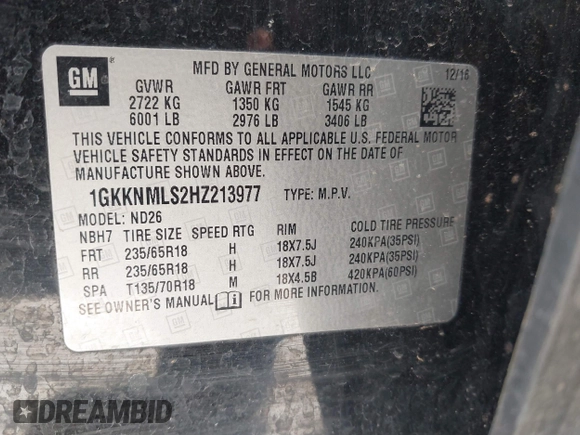 GM
MFD BY GENERAL MOTORS LLC 12/16
GVWR GAWR FRT GAWR RR
2722 KG 1350 KG 1545 KG
6001 LB 2976 LB 3406 LB
THIS VEHICLE CONFORMS TO ALL APPLICABLE U.S. FEDERAL MOTOR
VEHICLE SAFETY STANDARDS IN EFFECT ON THE DATE OF
MANUFACTURE SHOWN ABOVE.
1GKKNMLS2HZ213977 TYPE: M.P.V.
MODEL: ND26
NBH7 TIRE SIZE SPEED RTG RIM COLD TIRE PRESSURE
FRT 235/65R18 H 18X7.5J 240KPA(35PSI)
RR 235/65R18 H 18X7.5J 240KPA(35PSI)
SPA T135/70R18 M 18X4.5B 420KPA(60PSI)
SEE OWNER'S MANUAL FOR MORE INFORMATION.
DREAMBID